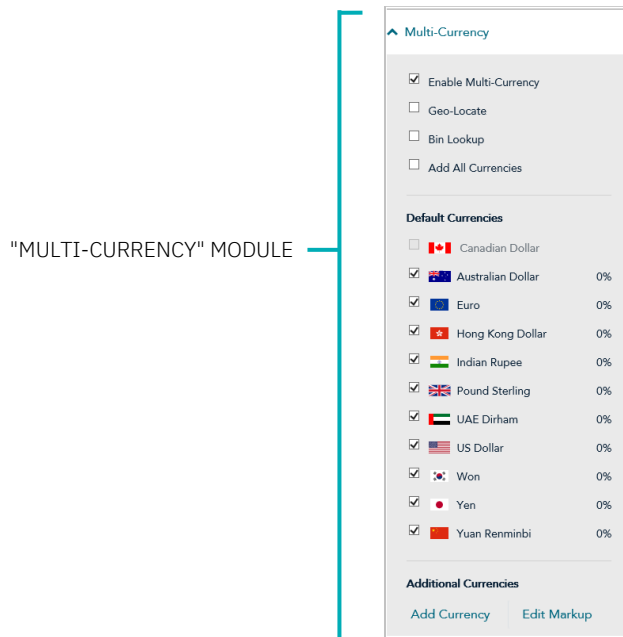 Multi-Currency
Enable Multi-Currency
Geo-Locate
Bin Lookup
Add All Currencies
"MULTI-CURRENCY" MODULE
Default Currencies
Canadian Dollar
Australian Dollar 0%
Euro 0%
Hong Kong Dollar 0%
Indian Rupee 0%
Pound Sterling 0%
UAE Dirham 0%
US Dollar 0%
Won 0%
Yen 0%
Yuan Renminbi 0%
Additional Currencies
Add Currency Edit Markup